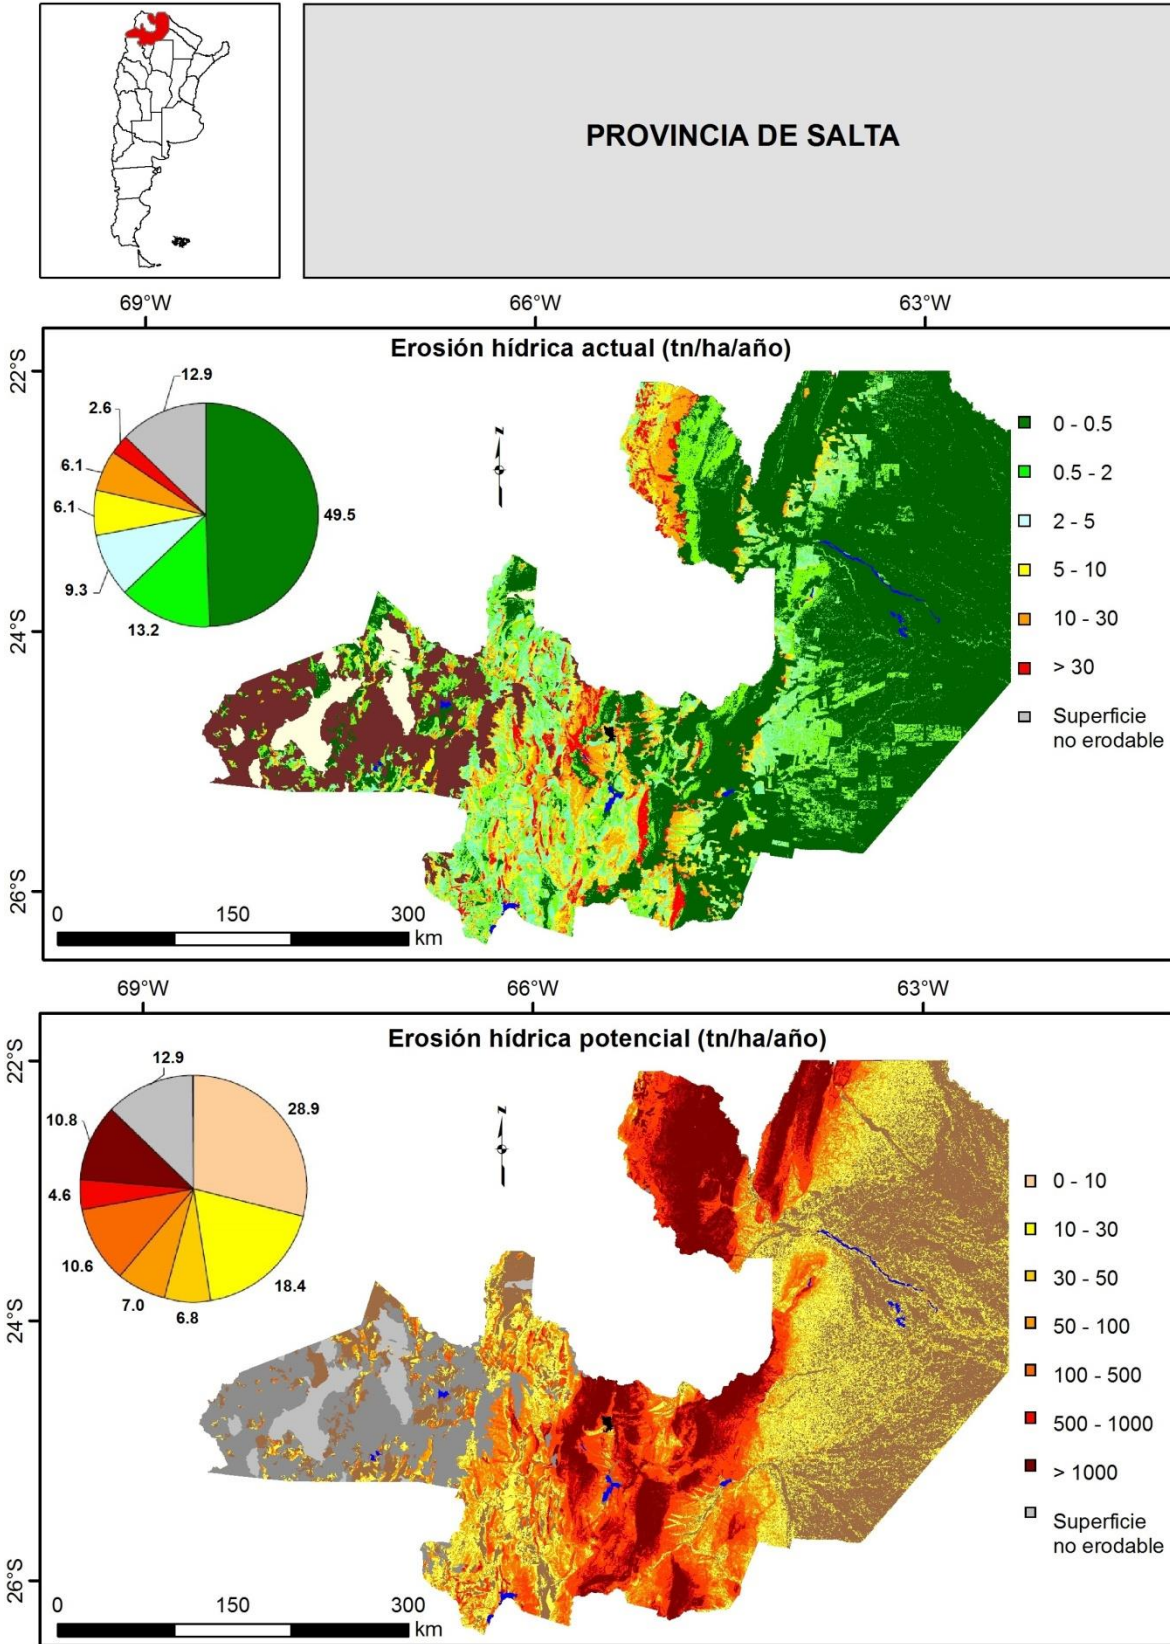 PROVINCIA DE SALTA
69°W
66°W
63°W
Erosión hídrica actual (tn/ha/año)
22°S
24°S
26°S
12.9
2.6
6.1
6.1
9.3
13.2
49.5
N
0 - 0.5
0.5 - 2
2 - 5
5 - 10
10 - 30
> 30
Superficie
no erodable
0
150
300
km
69°W
66°W
63°W
Erosión hídrica potencial (tn/ha/año)
22°S
24°S
26°S
12.9
10.8
4.6
10.6
7.0
6.8
18.4
28.9
N
0 - 10
10 - 30
30 - 50
50 - 100
100 - 500
500 - 1000
> 1000
Superficie
no erodable
0
150
300
km